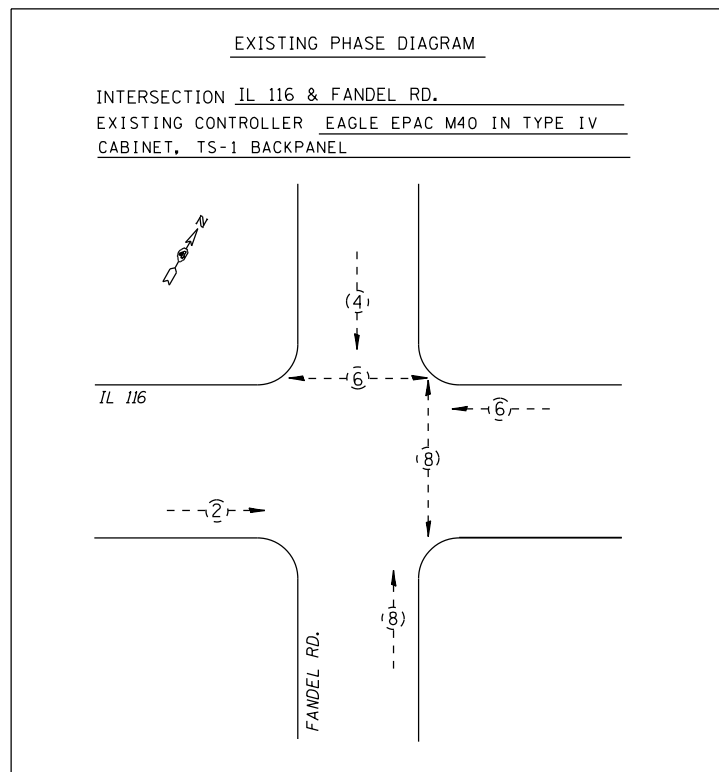 EXISTING PHASE DIAGRAM
INTERSECTION IL 116 & FANDEL RD.
EXISTING CONTROLLER EAGLE EPAC M40 IN TYPE IV
CABINET, TS-1 BACKPANEL
N
4
6
IL 116
6
8
2
8
FANDEL RD.